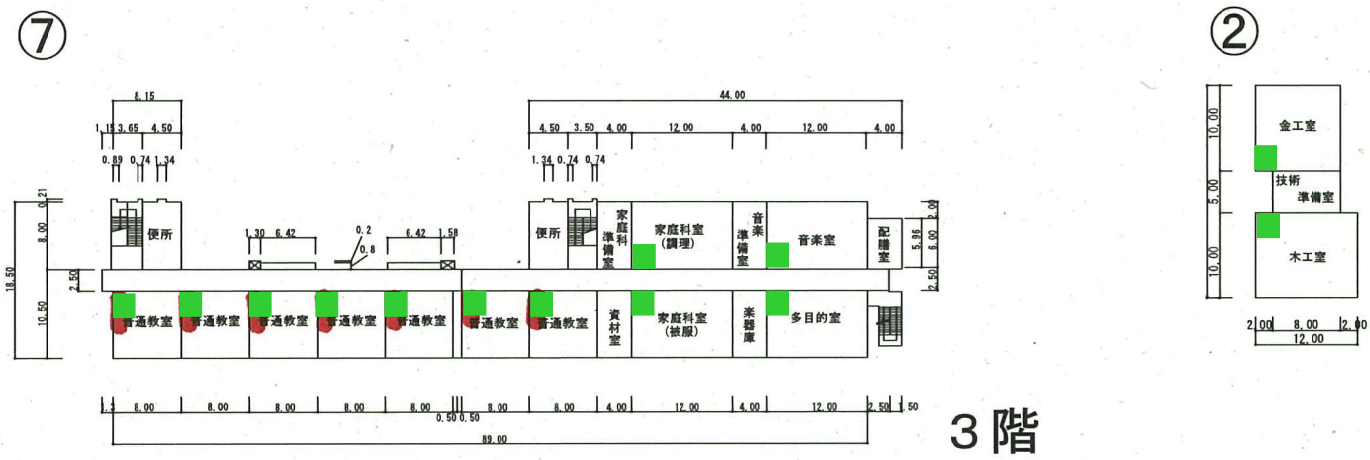 ⑦
②
8.15
44.00
1.15 3.65 4.50
4.50 3.50 4.00 12.00 4.00 12.00 4.00
0.89 0.74 1.34
1.34 0.74 0.74
10.00
金工室
5.00
技術
準備室
10.00
木工室
2.00 8.00 2.00
12.00
0.21
8.00
18.50
2.50
10.50
便所
1.30 6.42
0.2
0.8
6.42 1.58
便所
家庭科
準備室
家庭科室
(調理)
音楽
準備室
音楽室
配膳室
2.00
5.96
6.00
2.50
普通教室
普通教室
普通教室
普通教室
普通教室
普通教室
普通教室
資材室
家庭科室
(被服)
楽器庫
多目的室
1.3 8.00 8.00 8.00 8.00 8.00 0.50 0.50 8.00 8.00 4.00 12.00 4.00 12.00 2.50 1.50
89.00
3階